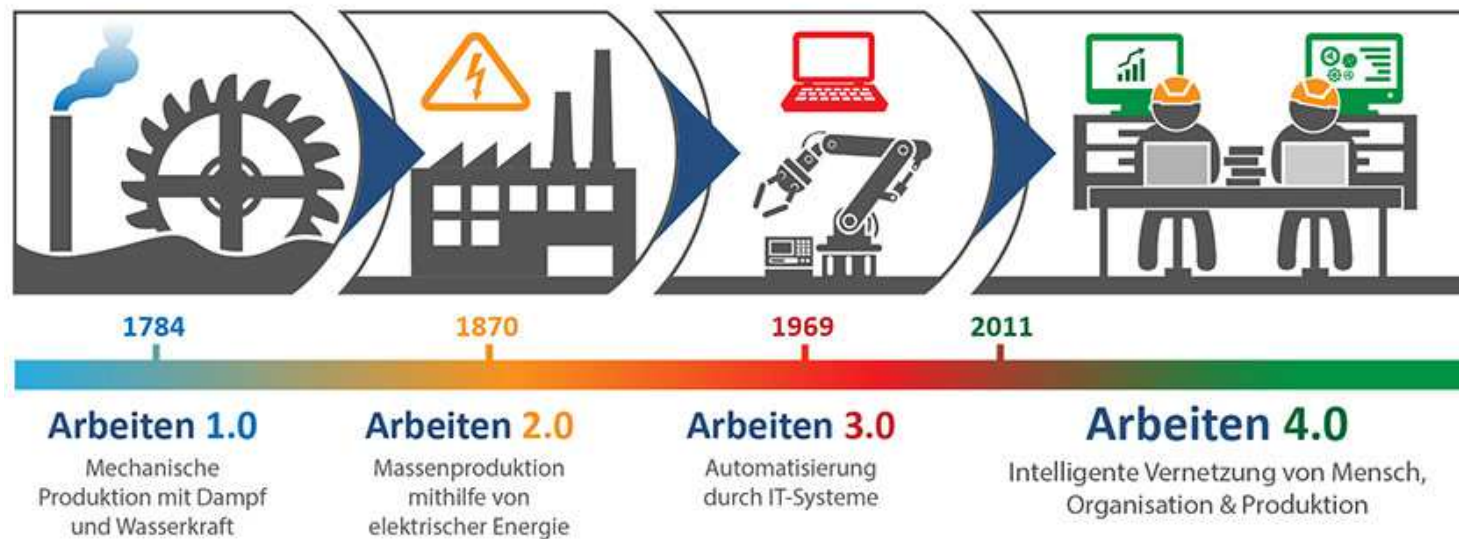 1784
1870
1969
2011
Arbeiten 1.0
Mechanische
Produktion mit Dampf
und Wasserkraft
Arbeiten 2.0
Massenproduktion
mithilfe von
elektrischer Energie
Arbeiten 3.0
Automatisierung
durch IT-Systeme
Arbeiten 4.0
Intelligente Vernetzung von Mensch,
Organisation & Produktion